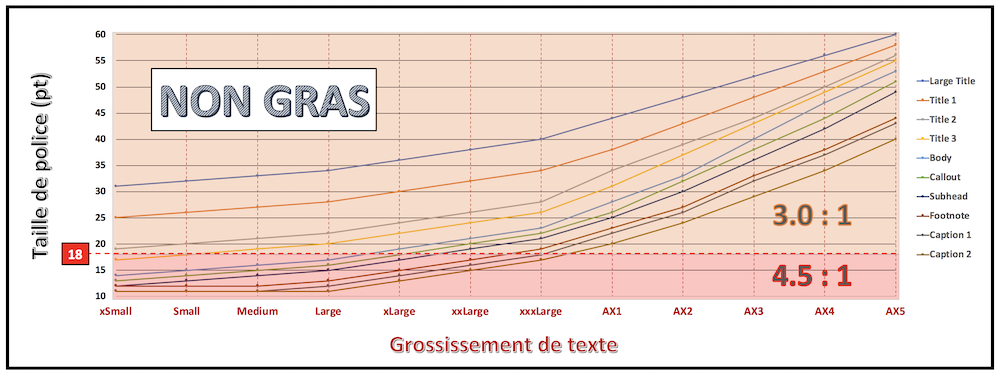 NON GRAS
Taille de police (pt)
60
55
50
45
40
35
30
25
20
18
15
10
3.0 : 1
4.5 : 1
xSmall Small Medium Large xLarge xxLarge xxxLarge AX1 AX2 AX3 AX4 AX5
Grossissement de texte
Large Title
Title 1
Title 2
Title 3
Body
Callout
Subhead
Footnote
Caption 1
Caption 2